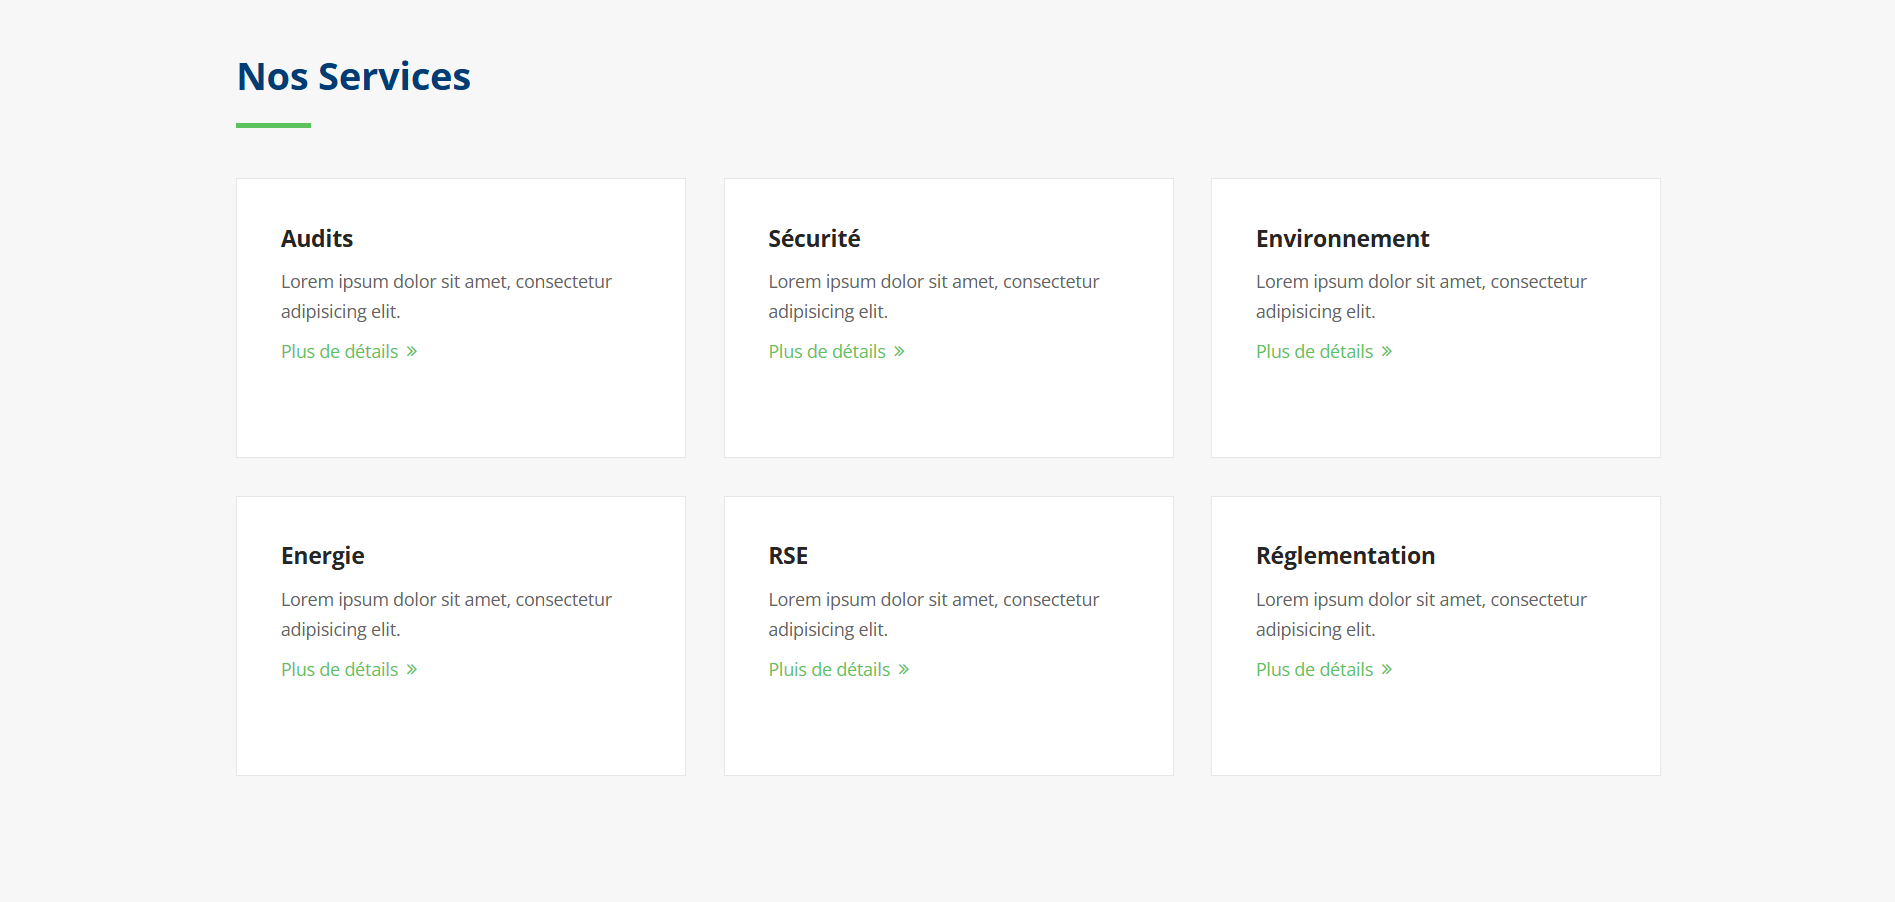 Nos Services
Audits
Lorem ipsum dolor sit amet, consectetur
adipisicing elit.
Plus de détails »
Sécurité
Lorem ipsum dolor sit amet, consectetur
adipisicing elit.
Plus de détails »
Environnement
Lorem ipsum dolor sit amet, consectetur
adipisicing elit.
Plus de détails »
Energie
Lorem ipsum dolor sit amet, consectetur
adipisicing elit.
Plus de détails »
RSE
Lorem ipsum dolor sit amet, consectetur
adipisicing elit.
Pluis de détails »
Réglementation
Lorem ipsum dolor sit amet, consectetur
adipisicing elit.
Plus de détails »